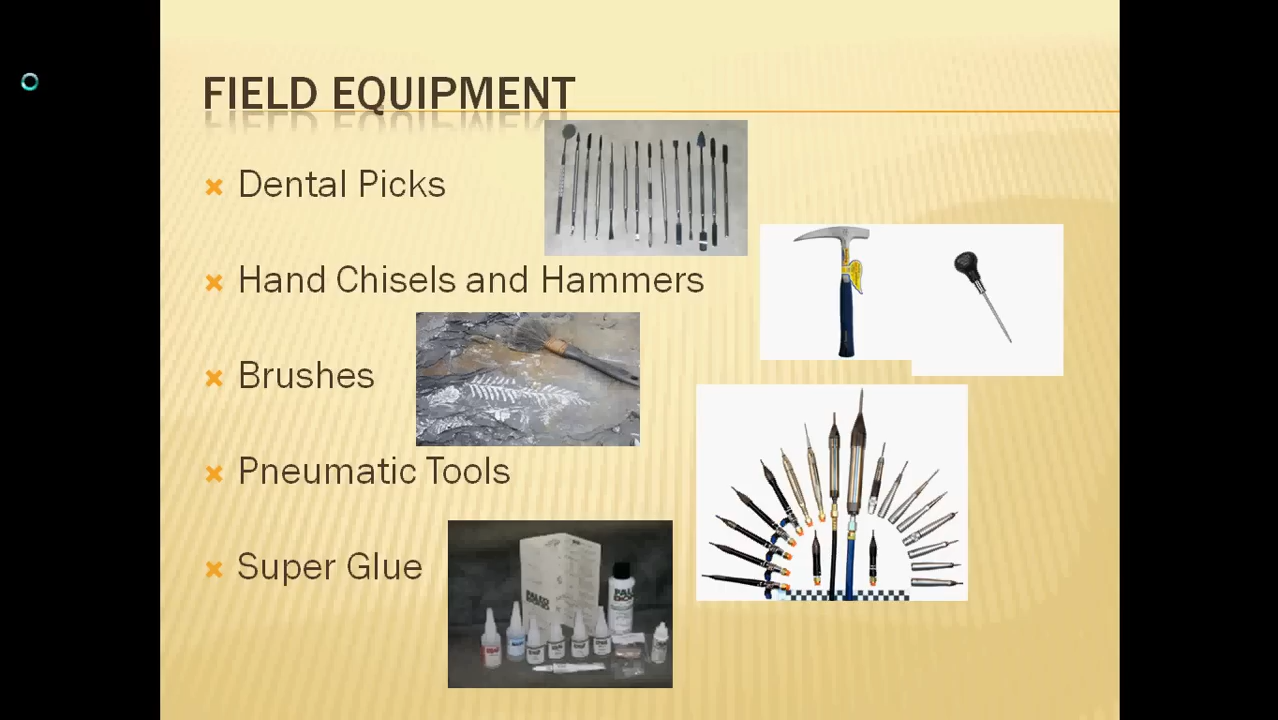 FIELD EQUIPMENT
Dental Picks
Hand Chisels and Hammers
Brushes
Pneumatic Tools
Super Glue